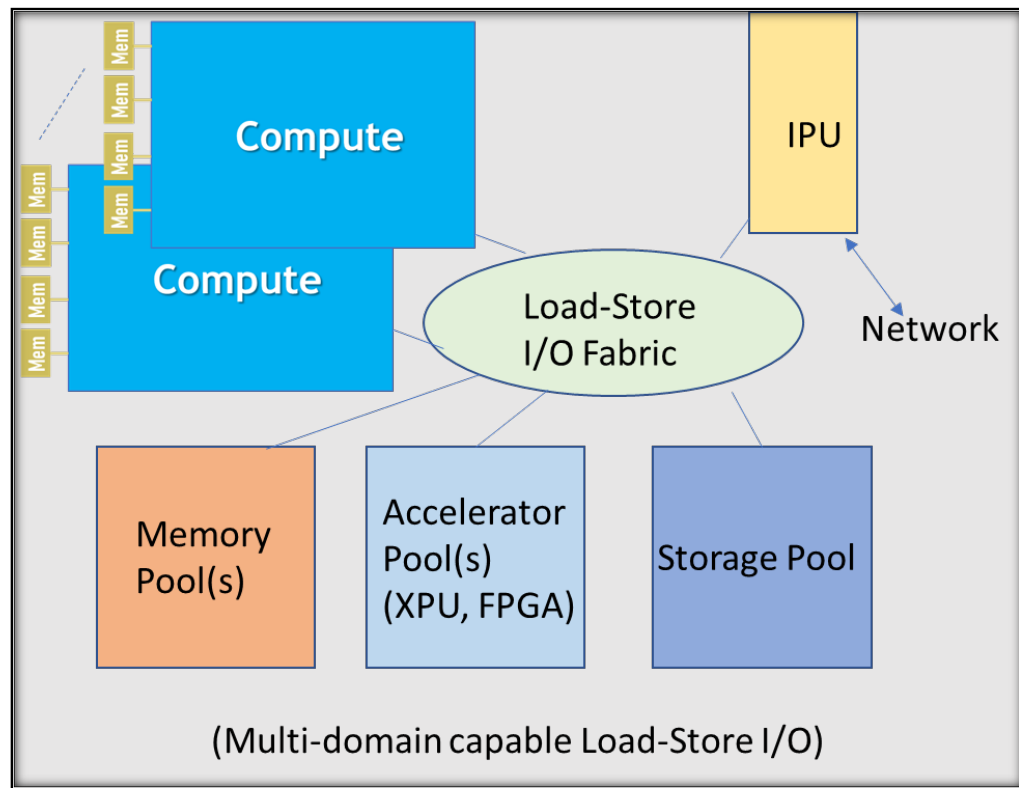 Mem
Mem
Mem
Mem
Compute
IPU
Mem
Mem
Mem
Mem
Compute
Load-Store
I/O Fabric
Network
Memory
Pool(s)
Accelerator
Pool(s)
(XPU, FPGA)
Storage Pool
(Multi-domain capable Load-Store I/O)